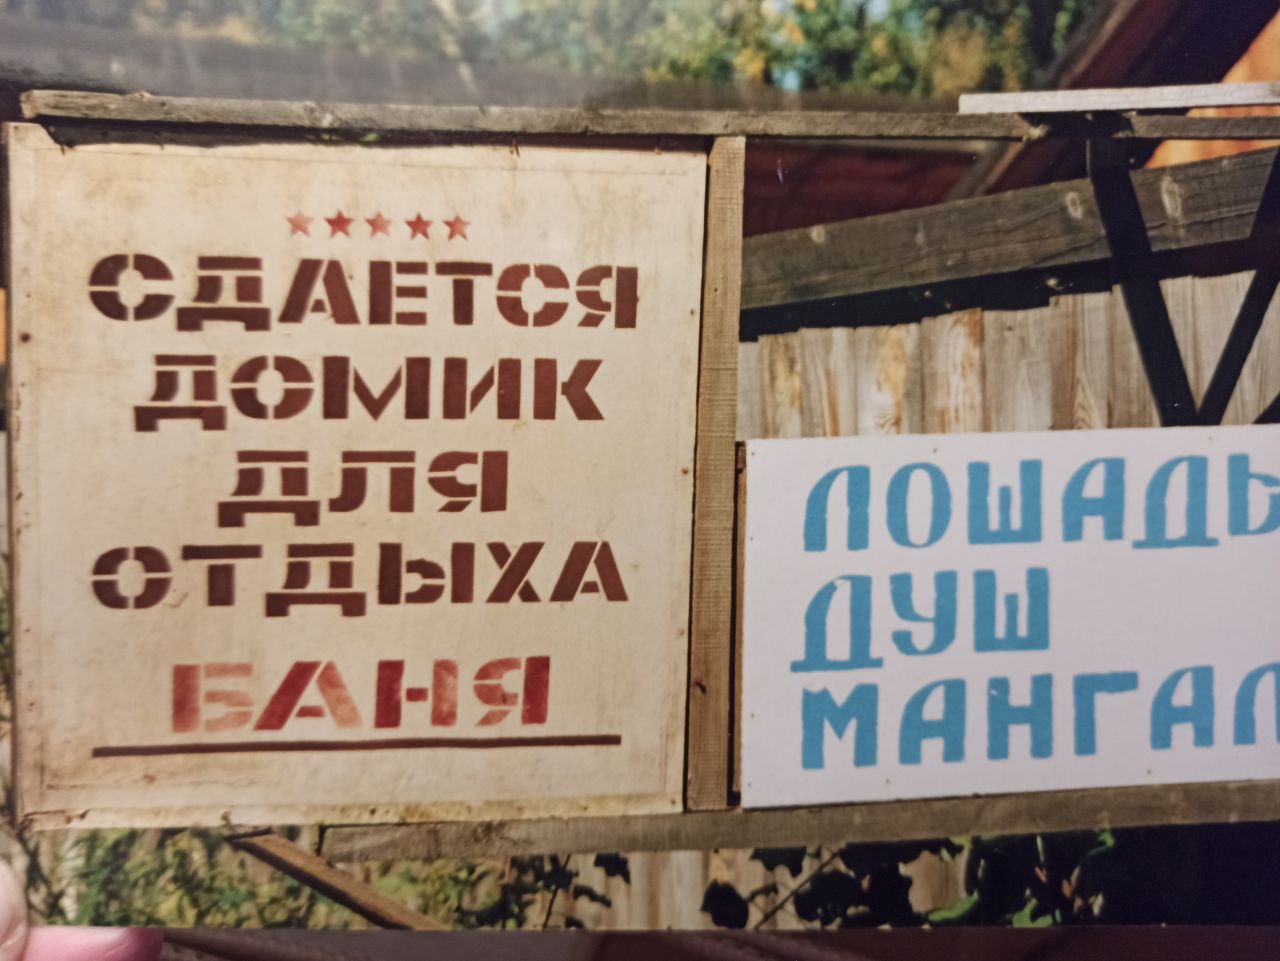 СДАЕТСЯ
ДОМИК
ДЛЯ
ОТДЫХА
БАНЯ
ЛОШАДЬ
ДУШ
МАНГАЛ